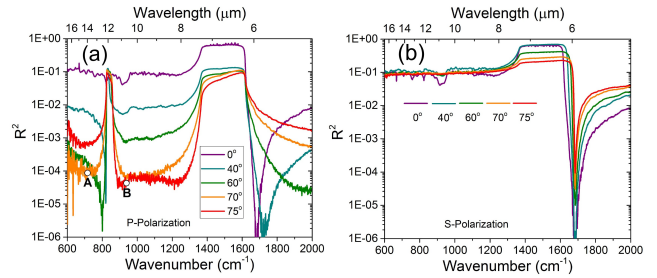 Wavelength (μm)
16 14 12 10 8 6
(a)
R²
1E+00
1E-01
1E-02
1E-03
1E-04
1E-05
1E-06
A
B
0°
40°
60°
70°
75°
P-Polarization
600 800 1000 1200 1400 1600 1800 2000
Wavenumber (cm⁻¹)
Wavelength (μm)
16 14 12 10 8 6
(b)
R²
1E+00
1E-01
1E-02
1E-03
1E-04
1E-05
1E-06
0° 40° 60° 70° 75°
S-Polarization
600 800 1000 1200 1400 1600 1800 2000
Wavenumber (cm⁻¹)